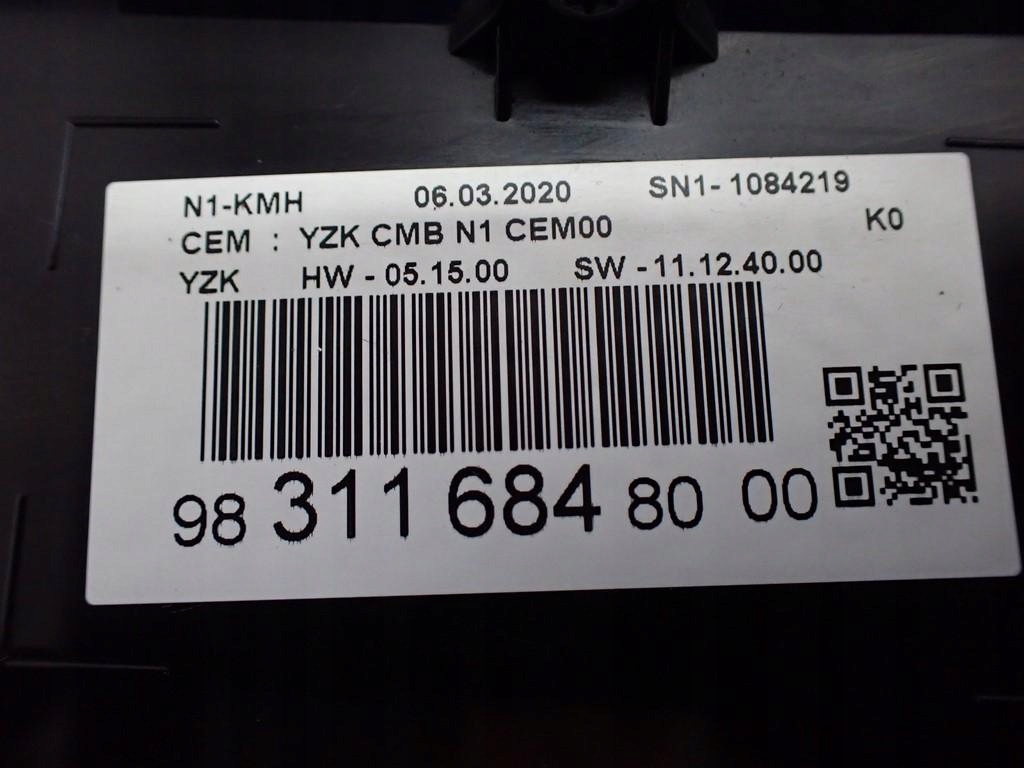 N1-KMH 06.03.2020 SN1-1084219
CEM : YZK CMB N1 CEM00 K0
YZK HW - 05.15.00 SW - 11.12.40.00
98 311 684 80 00